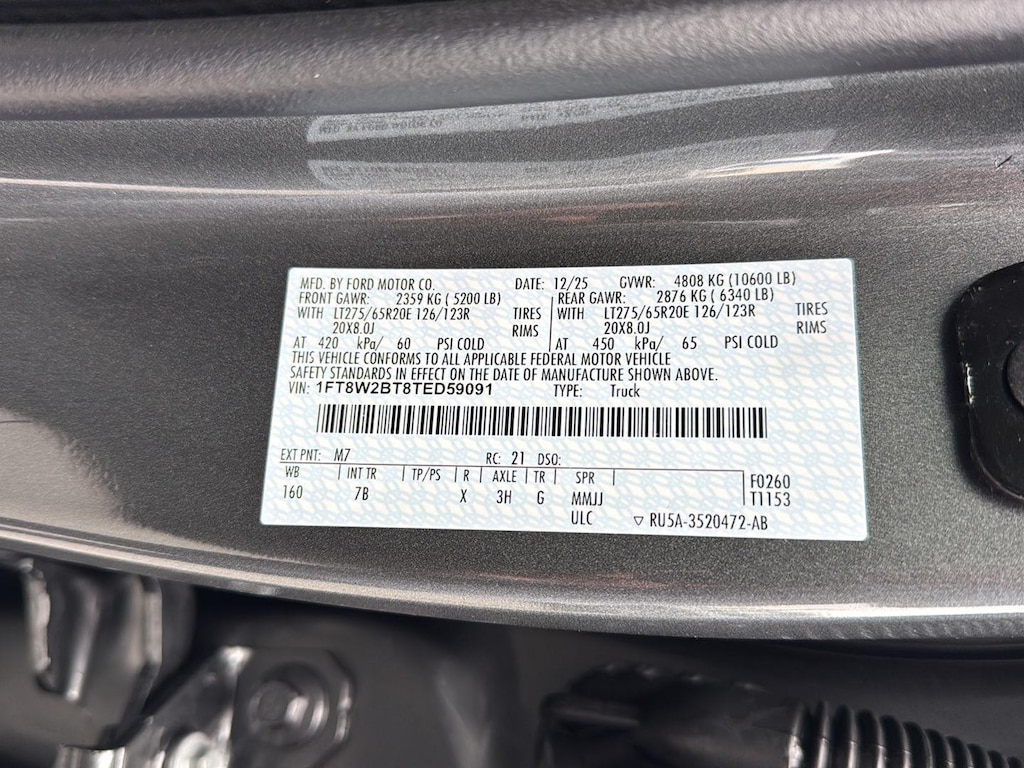 MFD. BY FORD MOTOR CO. DATE: 12/25 GVWR: 4808 KG (10600 LB)
FRONT GAWR: 2359 KG ( 5200 LB) REAR GAWR: 2876 KG ( 6340 LB)
WITH LT275/65R20E 126/123R TIRES WITH LT275/65R20E 126/123R TIRES
20X8.0J RIMS 20X8.0J RIMS
AT 420 kPa/ 60 PSI COLD AT 450 kPa/ 65 PSI COLD
THIS VEHICLE CONFORMS TO ALL APPLICABLE FEDERAL MOTOR VEHICLE
SAFETY STANDARDS IN EFFECT ON THE DATE OF MANUFACTURE SHOWN ABOVE.
VIN: 1FT8W2BT8TED59091 TYPE: Truck
EXT PNT: M7 RC: 21 DSO:
WB INT TR TP/PS R AXLE TR SPR F0260
160 7B X 3H G MMJJ T1153
ULC ▽ RU5A-3520472-AB